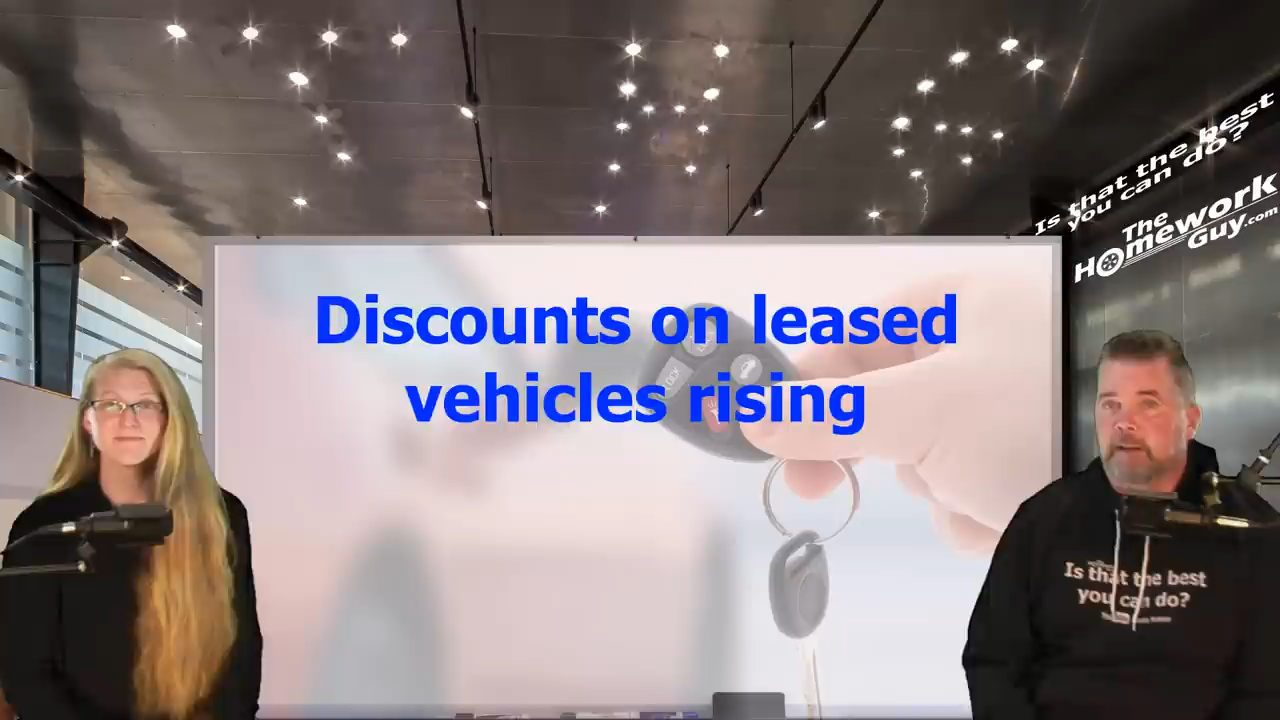 Discounts on leased
vehicles rising
Is that the best
you can do?
The
Homework
Guy.com
Is that the best
you can do?
LOCK